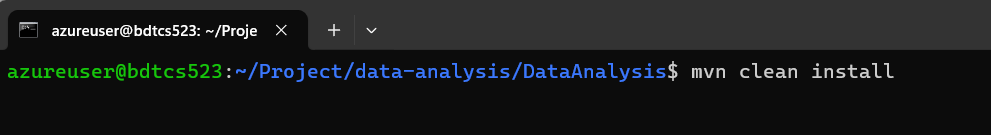 azureuser@bdtcs523: ~/Proje
azureuser@bdtcs523:~/Project/data-analysis/DataAnalysis$ mvn clean install